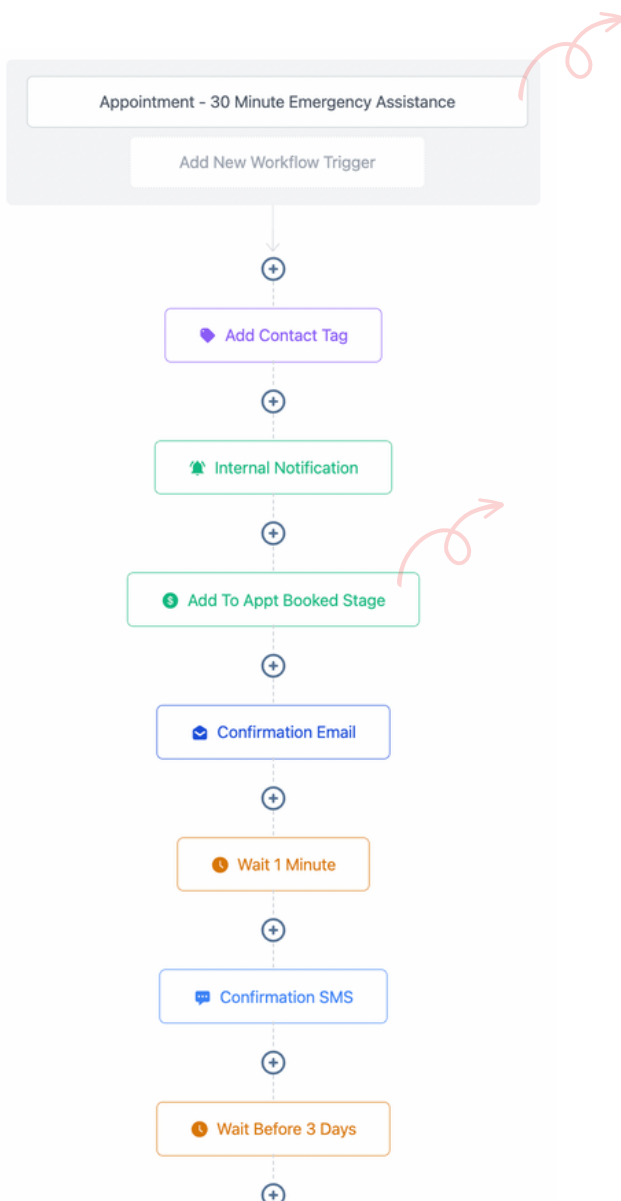 Appointment - 30 Minute Emergency Assistance
Add New Workflow Trigger
Add Contact Tag
Internal Notification
Add To Appt Booked Stage
Confirmation Email
Wait 1 Minute
Confirmation SMS
Wait Before 3 Days